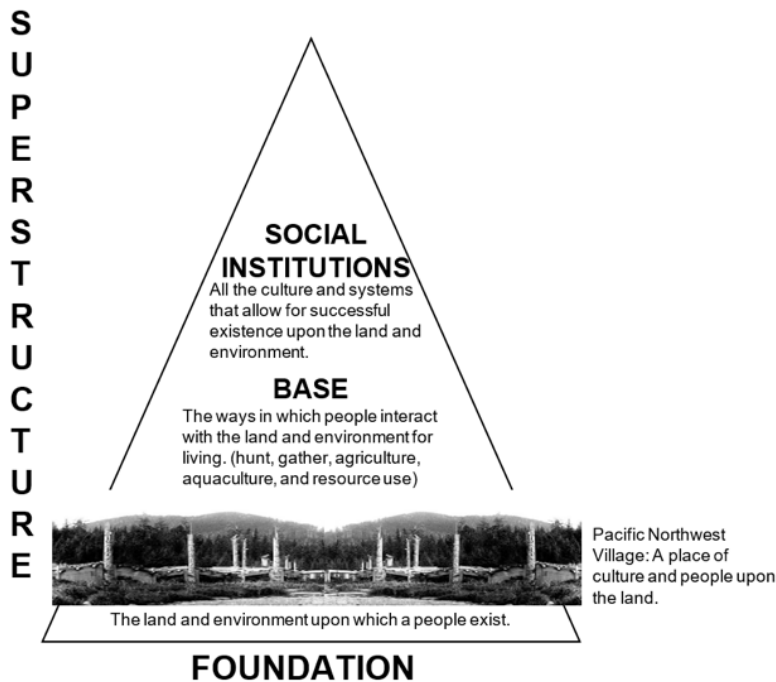 SUPERSTRUCTURE
SOCIAL
INSTITUTIONS
All the culture and systems
that allow for successful
existence upon the land and
environment.
BASE
The ways in which people interact
with the land and environment for
living. (hunt, gather, agriculture,
aquaculture, and resource use)
Pacific Northwest
Village: A place of
culture and people upon
the land.
The land and environment upon which a people exist.
FOUNDATION